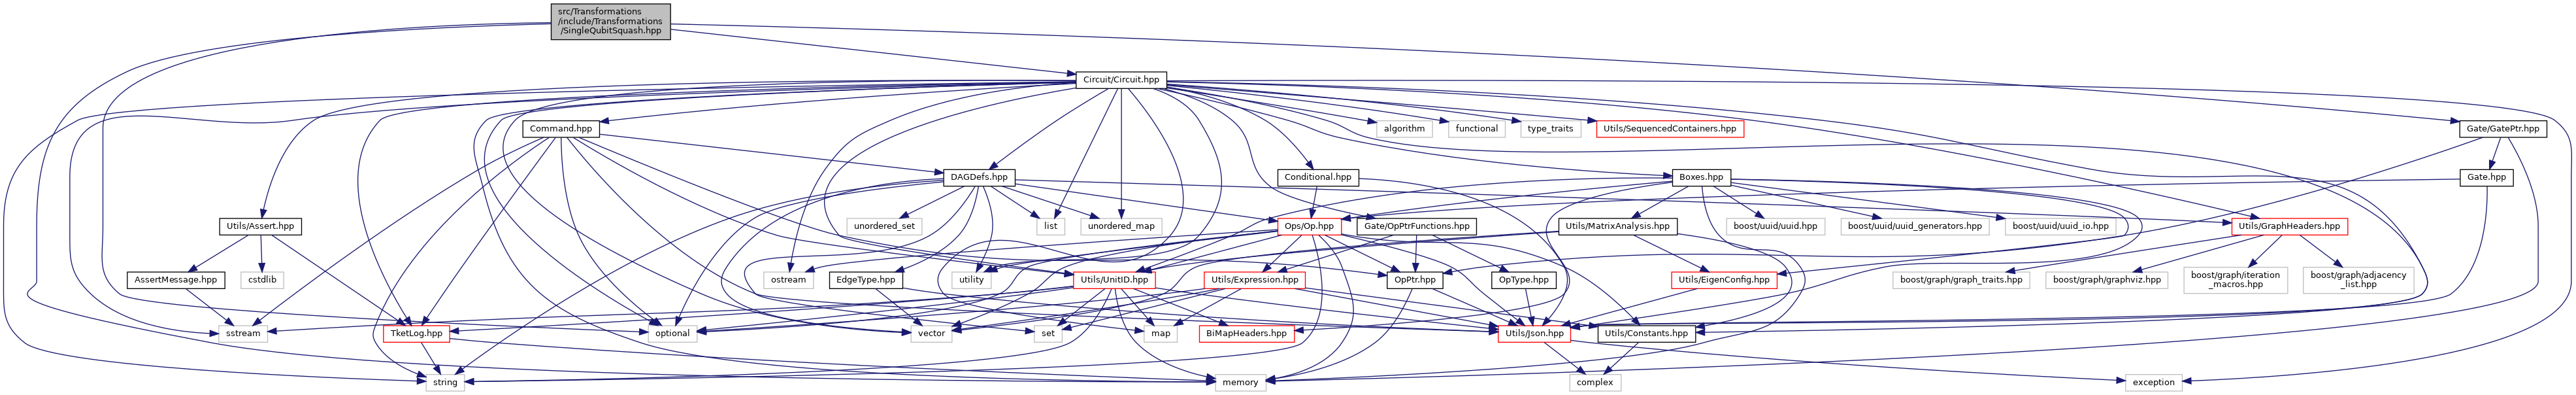 src/Transformations
/include/Transformations
/SingleQubitSquash.hpp
Circuit/Circuit.hpp
Command.hpp
algorithm
functional
type_traits
Utils/SequencedContainers.hpp
Gate/GatePtr.hpp
DAGDefs.hpp
Conditional.hpp
Boxes.hpp
Gate.hpp
Utils/Assert.hpp
unordered_set
list
unordered_map
Ops/Op.hpp
Gate/OpPtrFunctions.hpp
Utils/MatrixAnalysis.hpp
boost/uuid/uuid.hpp
boost/uuid/uuid_generators.hpp
boost/uuid/uuid_io.hpp
Utils/GraphHeaders.hpp
AssertMessage.hpp
cstdlib
ostream
EdgeType.hpp
utility
Utils/UnitID.hpp
Utils/Expression.hpp
OpPtr.hpp
OpType.hpp
Utils/EigenConfig.hpp
boost/graph/graph_traits.hpp
boost/graph/graphviz.hpp
boost/graph/iteration
_macros.hpp
boost/graph/adjacency
_list.hpp
sstream
TketLog.hpp
optional
vector
set
map
BiMapHeaders.hpp
Utils/Json.hpp
Utils/Constants.hpp
string
memory
complex
exception